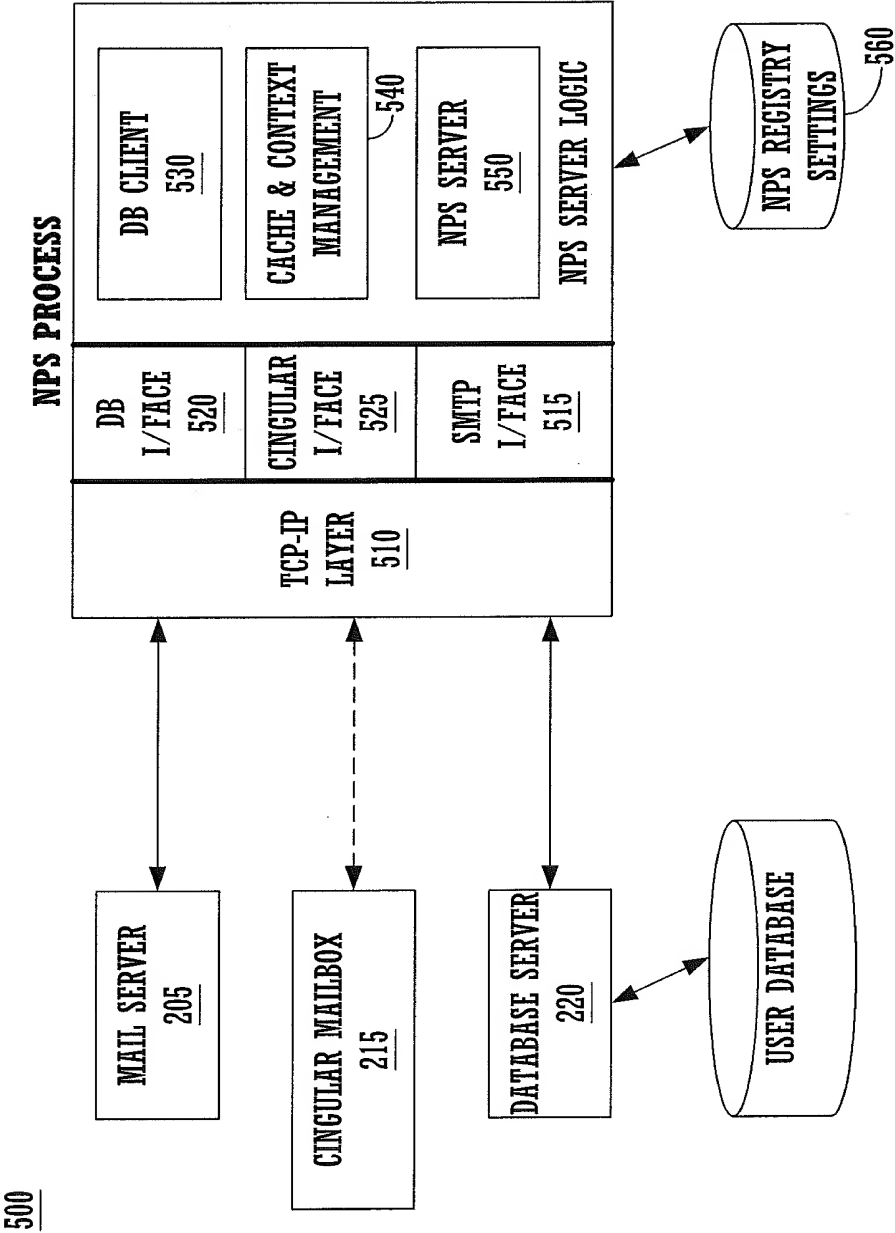 500
NPS PROCESS
MAIL SERVER
205
CINGULAR MAILBOX
215
DATABASE SERVER
220
USER DATABASE
TCP-IP
LAYER
510
DB
I/FACE
520
CINGULAR
I/FACE
525
SMTP
I/FACE
515
DB CLIENT
530
CACHE & CONTEXT
MANAGEMENT
540
NPS SERVER
550
NPS SERVER LOGIC
NPS REGISTRY
SETTINGS
560